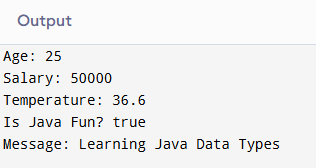 Output
Age: 25
Salary: 50000
Temperature: 36.6
Is Java Fun? true
Message: Learning Java Data Types